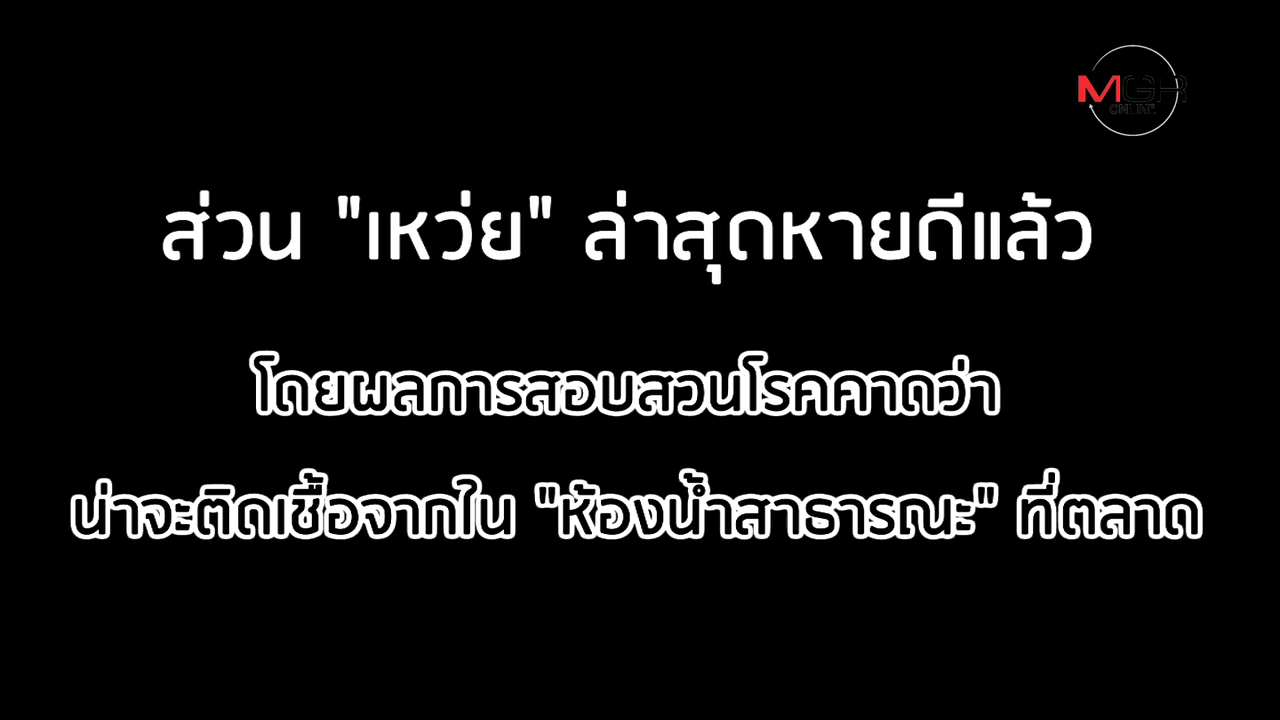 MGR
ONLINE
ส่วน "เหว่ย" ล่าสุดหายดีแล้ว
โดยผลการสอบสวนโรคคาดว่า
น่าจะติดเชื้อจากใน "ห้องน้ำสาธารณะ" ที่ตลาด